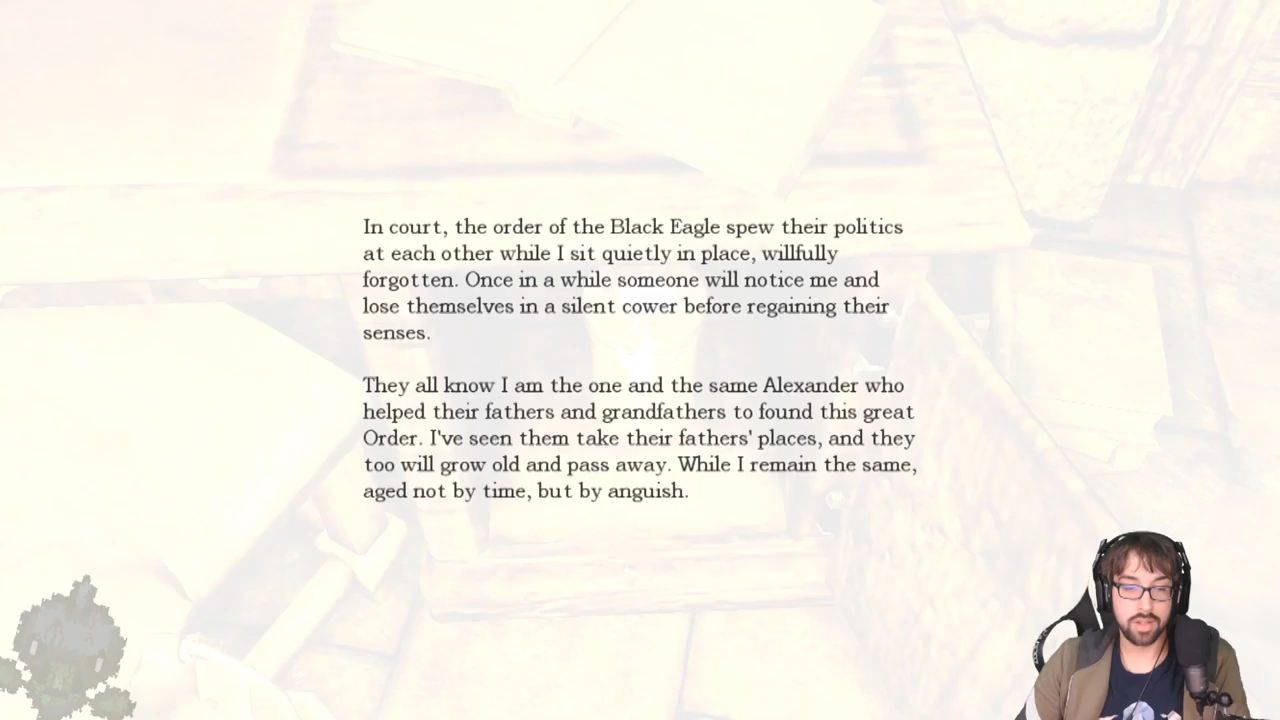 In court, the order of the Black Eagle spew their politics
at each other while I sit quietly in place, willfully
forgotten. Once in a while someone will notice me and
lose themselves in a silent cower before regaining their
senses.
They all know I am the one and the same Alexander who
helped their fathers and grandfathers to found this great
Order. I've seen them take their fathers' places, and they
too will grow old and pass away. While I remain the same,
aged not by time, but by anguish.